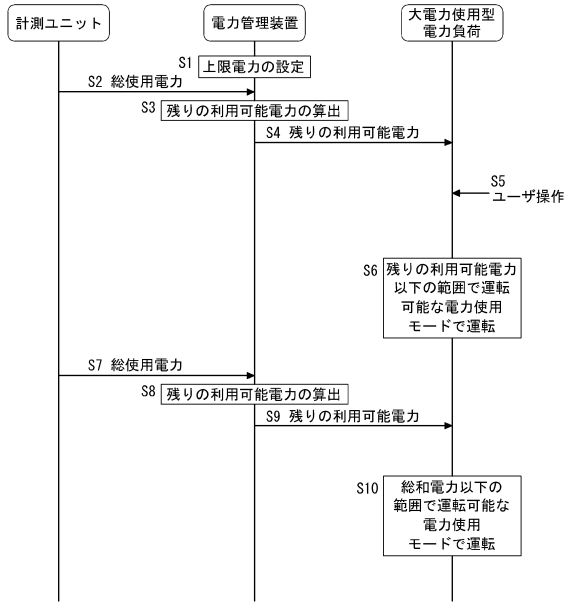 計測ユニット
電力管理装置
大電力使用型
電力負荷
S1 上限電力の設定
S2 総使用電力
S3 残りの利用可能電力の算出
S4 残りの利用可能電力
S5
ユーザ操作
S6 残りの利用可能電力
以下の範囲で運転
可能な電力使用
モードで運転
S7 総使用電力
S8 残りの利用可能電力の算出
S9 残りの利用可能電力
S10 総和電力以下の
範囲で運転可能な
電力使用
モードで運転